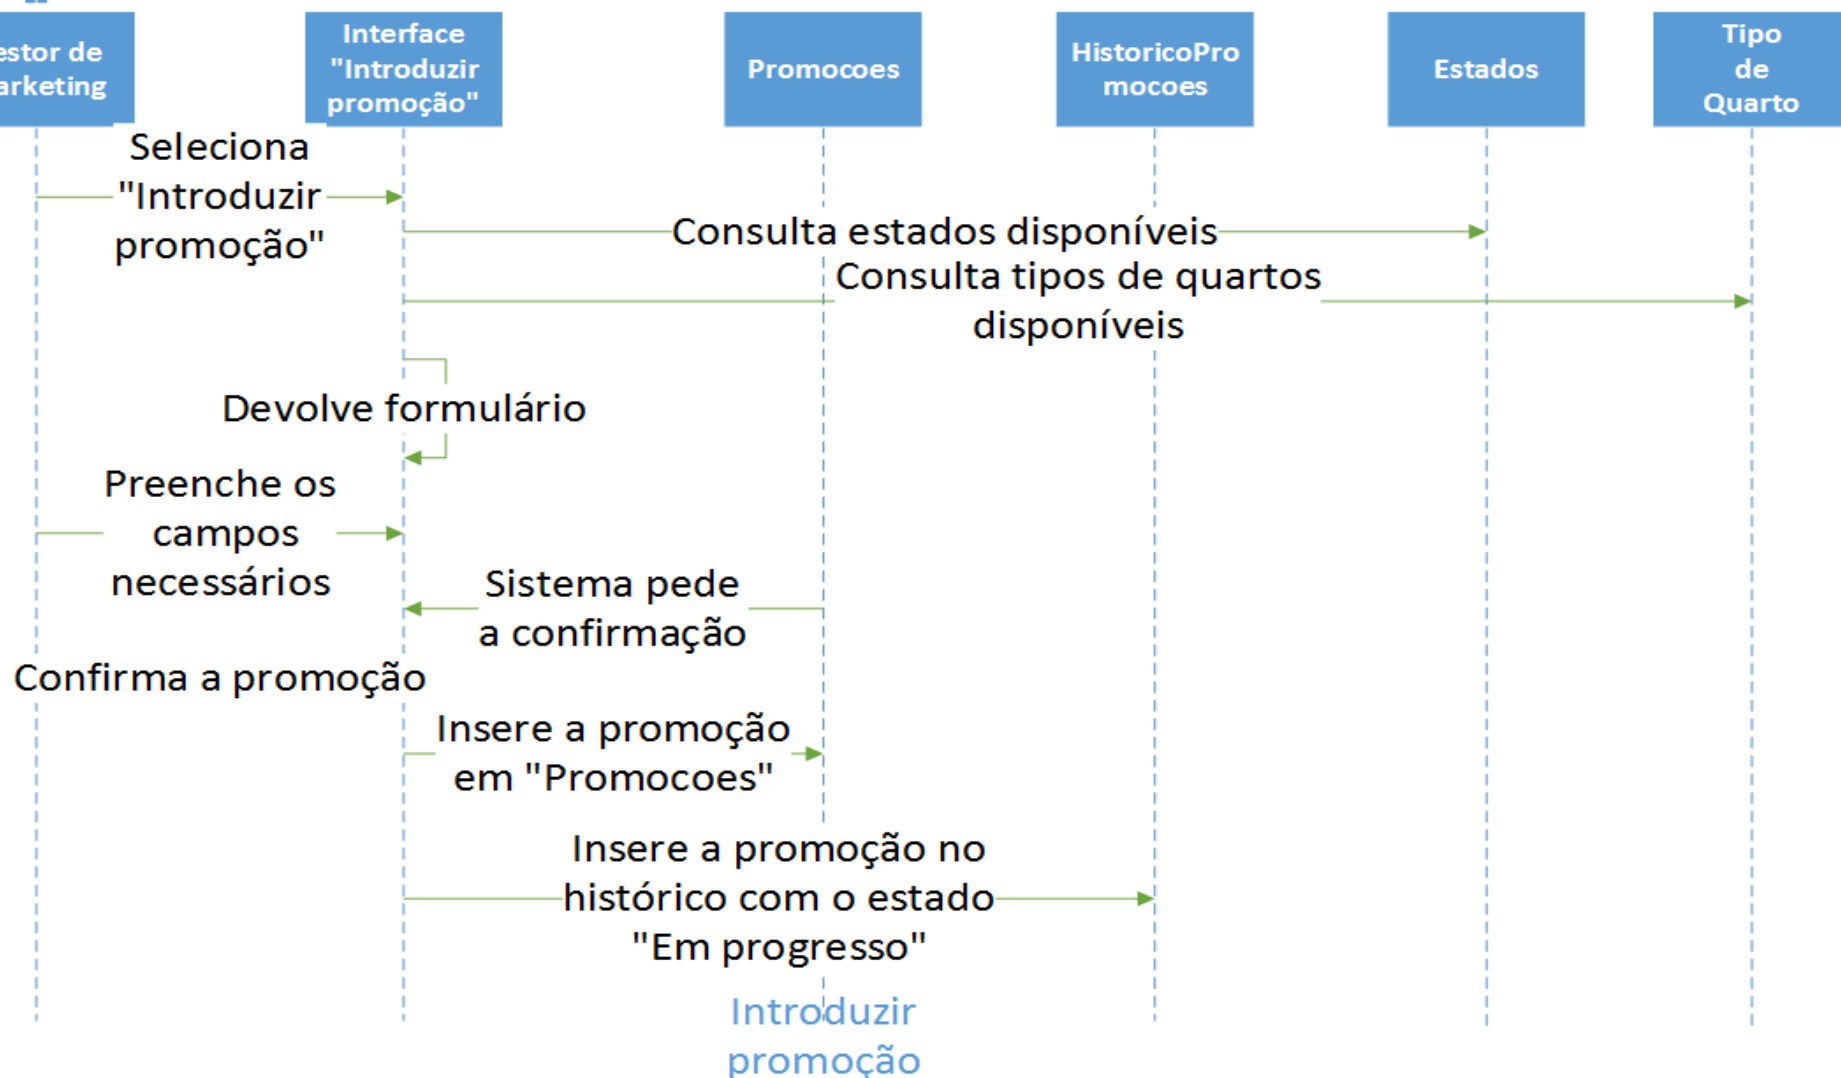 estor de
arketing
Interface
"Introduzir
promoção"
Promocoes
HistoricoPro
mocoes
Estados
Tipo
de
Quarto
Seleciona
"Introduzir
promoção"
Consulta estados disponíveis
Consulta tipos de quartos
disponíveis
Devolve formulário
Preenche os
campos
necessários
Sistema pede
a confirmação
Confirma a promoção
Insere a promoção
em "Promocoes"
Insere a promoção no
histórico com o estado
"Em progresso"
Introduzir
promoção